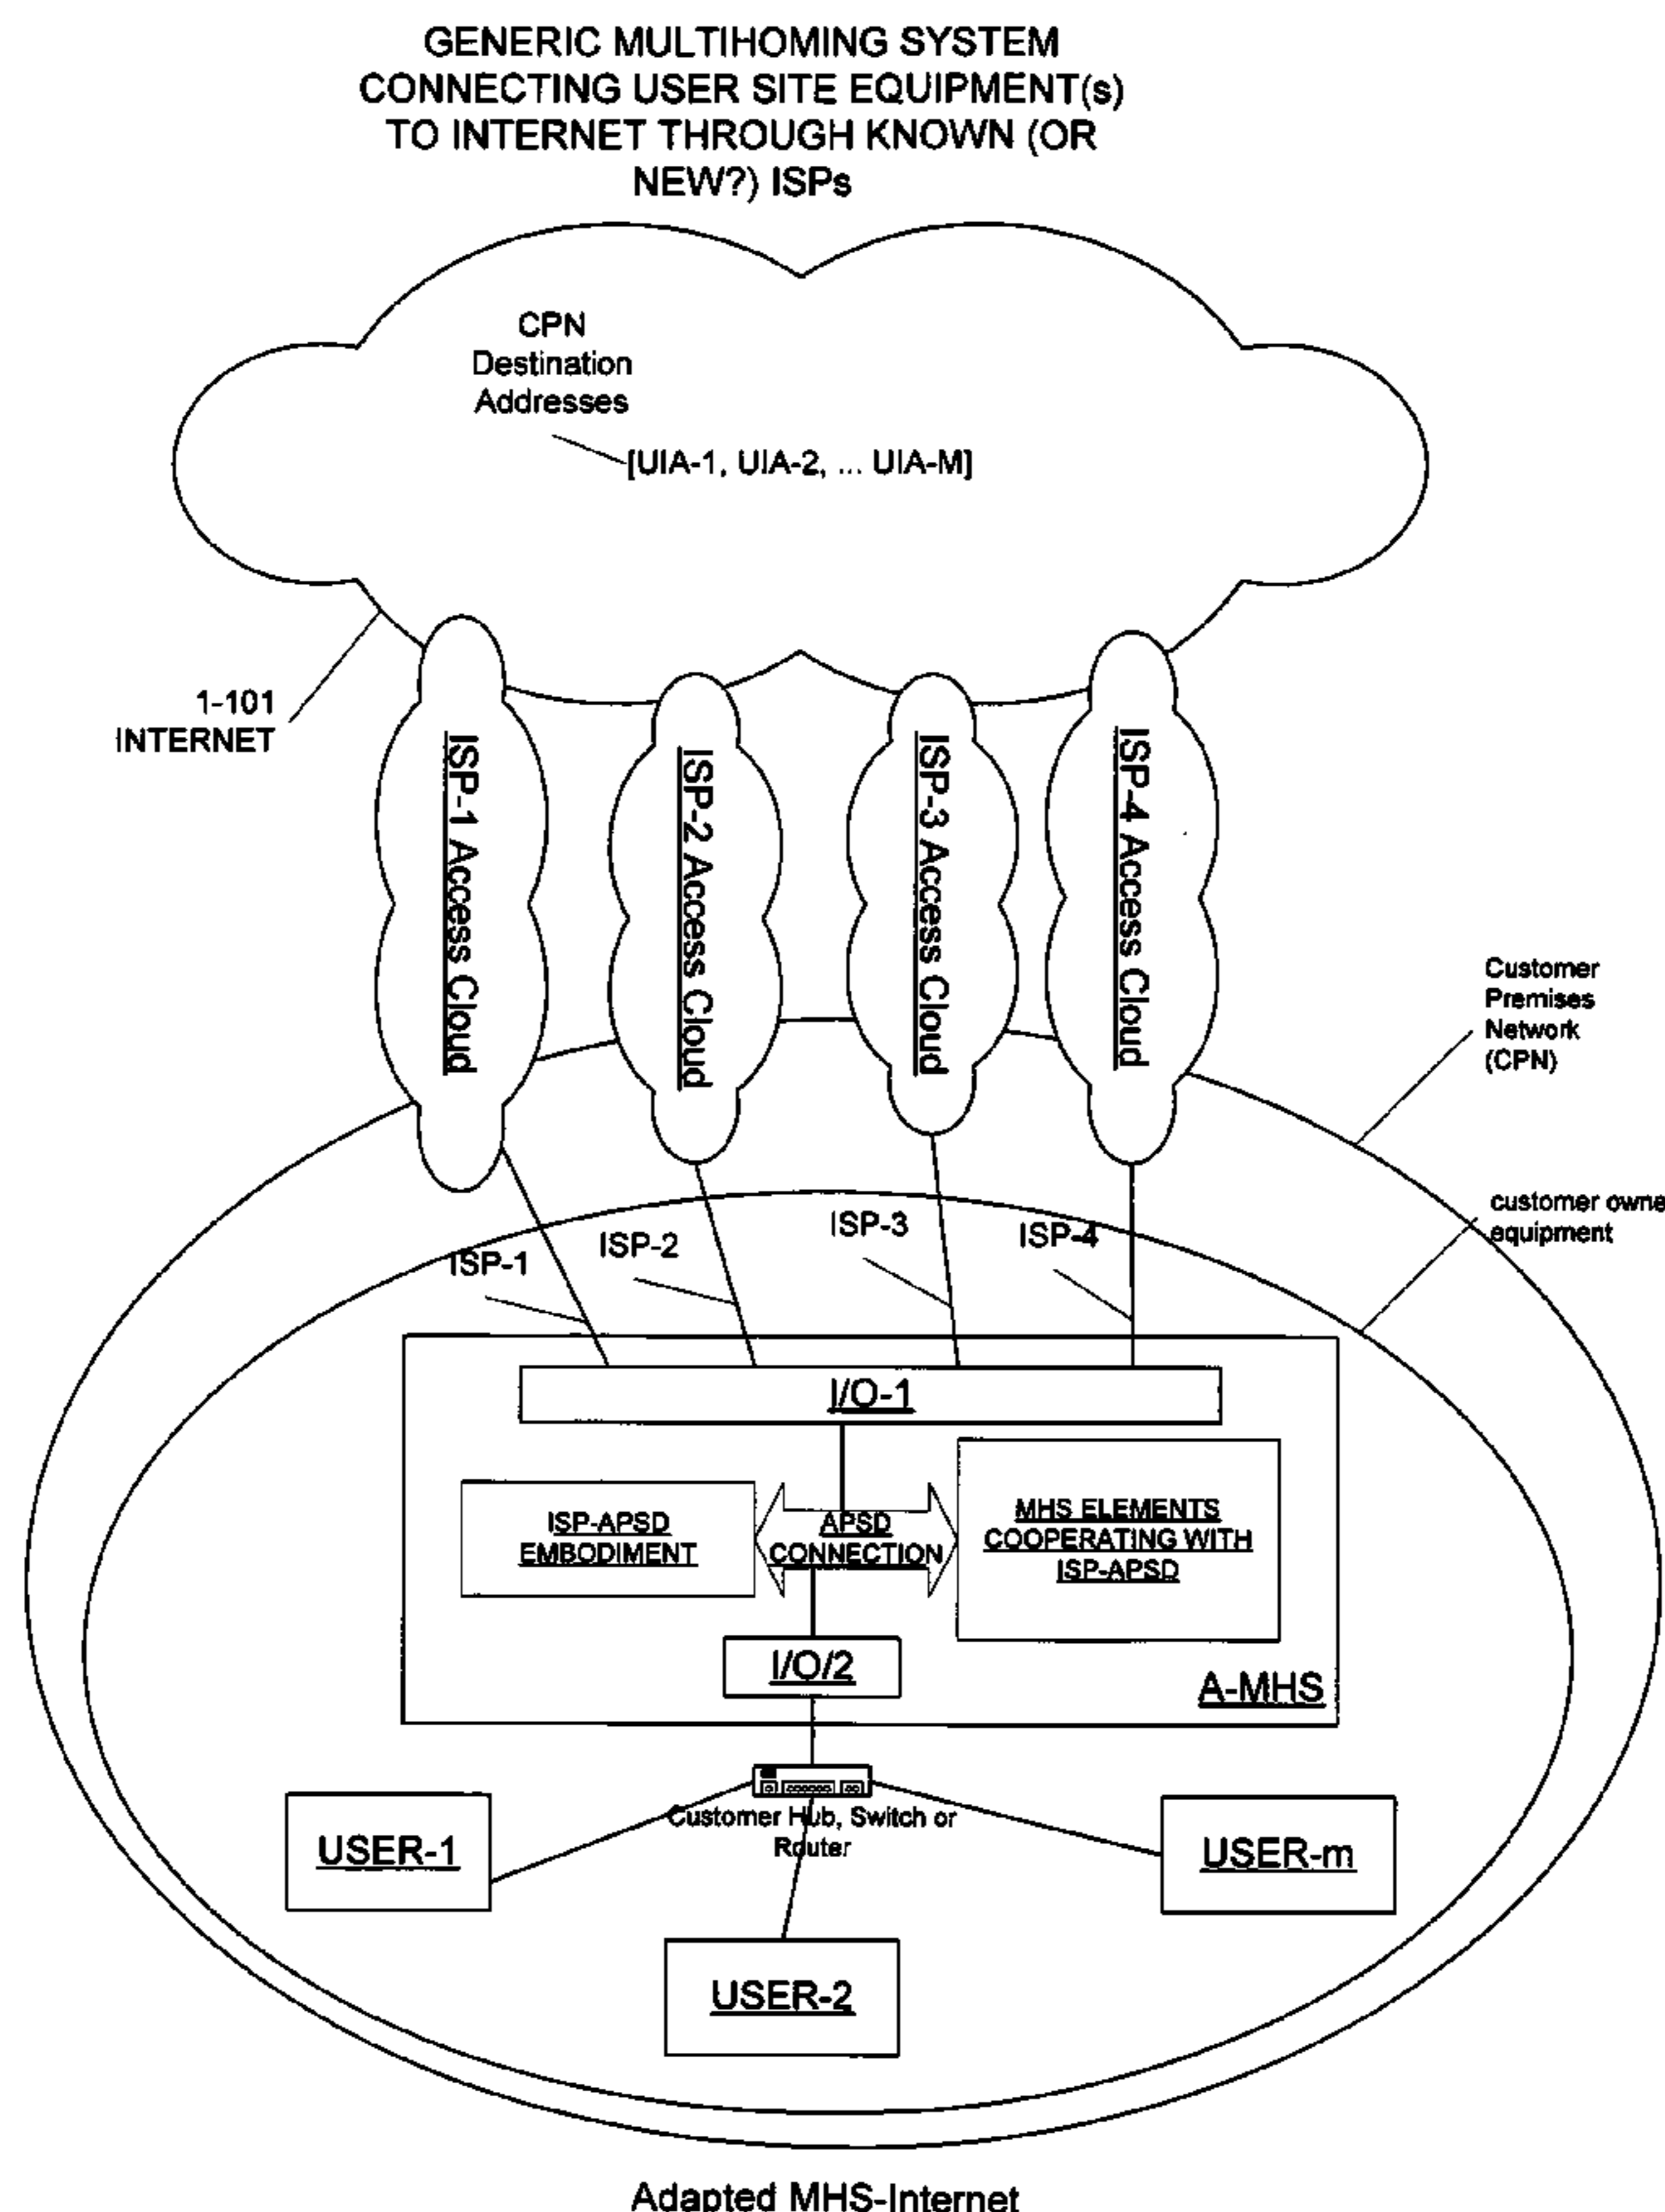 GENERIC MULTIHOMING SYSTEM
CONNECTING USER SITE EQUIPMENT(s)
TO INTERNET THROUGH KNOWN (OR
NEW?) ISPs
CPN
Destination
Addresses
[UIA-1, UIA-2, ... UIA-M]
1-101
INTERNET
ISP-1 Access Cloud
ISP-2 Access Cloud
ISP-3 Access Cloud
ISP-4 Access Cloud
Customer
Premises
Network
(CPN)
customer owne
equipment
ISP-1
ISP-2
ISP-3
ISP-4
I/O-1
ISP-APSD
EMBODIMENT
APSD
CONNECTION
MHS ELEMENTS
COOPERATING WITH
ISP-APSD
I/O/2
A-MHS
Customer Hub, Switch or
Router
USER-1
USER-m
USER-2
Adapted MHS-Internet